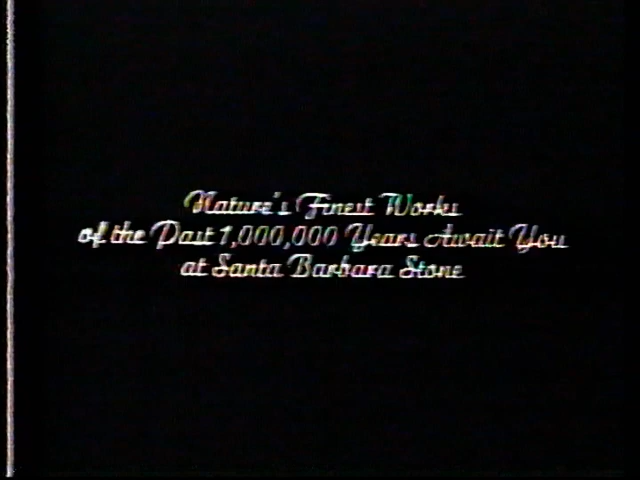 Nature's Finest Works
of the Past 1,000,000 Years Await You
at Santa Barbara Stone